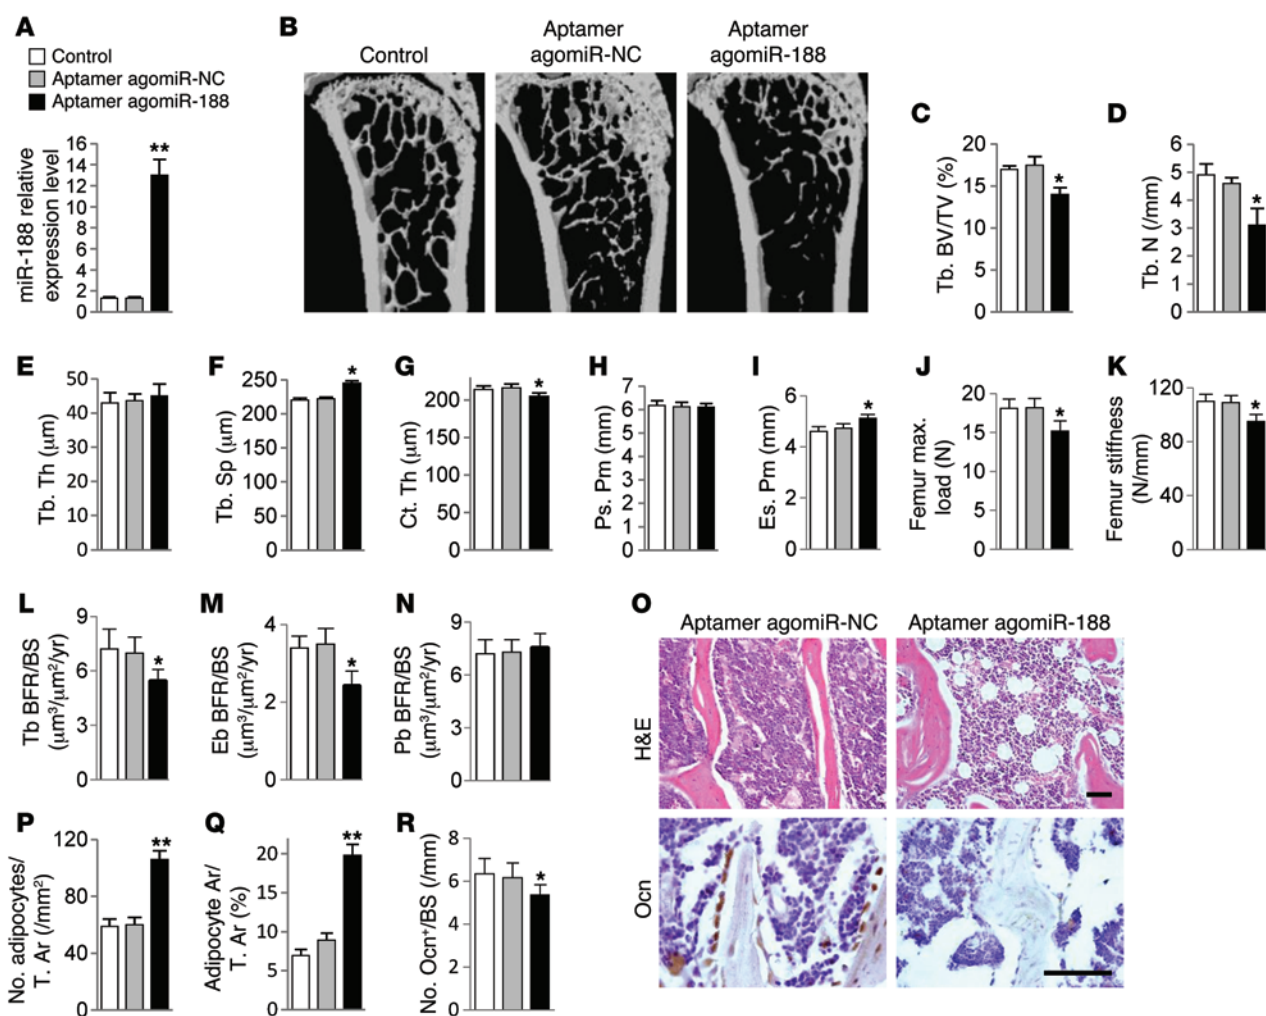 A
Control
Aptamer agomiR-NC
Aptamer agomiR-188
miR-188 relative
expression level
16
14
12
10
8
6
4
2
0
**
B
Control
Aptamer
agomiR-NC
Aptamer
agomiR-188
C
Tb. BV/TV (%)
20
15
10
5
0
*
D
Tb. N (/mm)
6
5
4
3
2
1
0
*
E
Tb. Th (μm)
50
40
30
20
10
0
F
Tb. Sp (μm)
250
200
150
100
50
0
*
G
Ct. Th (μm)
200
150
100
50
0
*
H
Ps. Pm (mm)
7
6
5
4
3
2
1
0
I
Es. Pm (mm)
6
4
2
0
*
J
Femur max.
load (N)
20
15
10
5
0
*
K
Femur stiffness
(N/mm)
120
80
40
0
*
L
Tb BFR/BS
(μm³/μm²/yr)
9
6
3
0
*
M
Eb BFR/BS
(μm³/μm²/yr)
4
2
0
*
N
Pb BFR/BS
(μm³/μm²/yr)
9
6
3
0
O
Aptamer agomiR-NC
Aptamer agomiR-188
H&E
Ocn
P
No. adipocytes/
T. Ar (/mm²)
120
80
40
0
**
Q
Adipocyte Ar/
T. Ar (%)
20
15
10
5
0
**
R
No. Ocn⁺/BS (/mm)
8
6
4
2
0
*